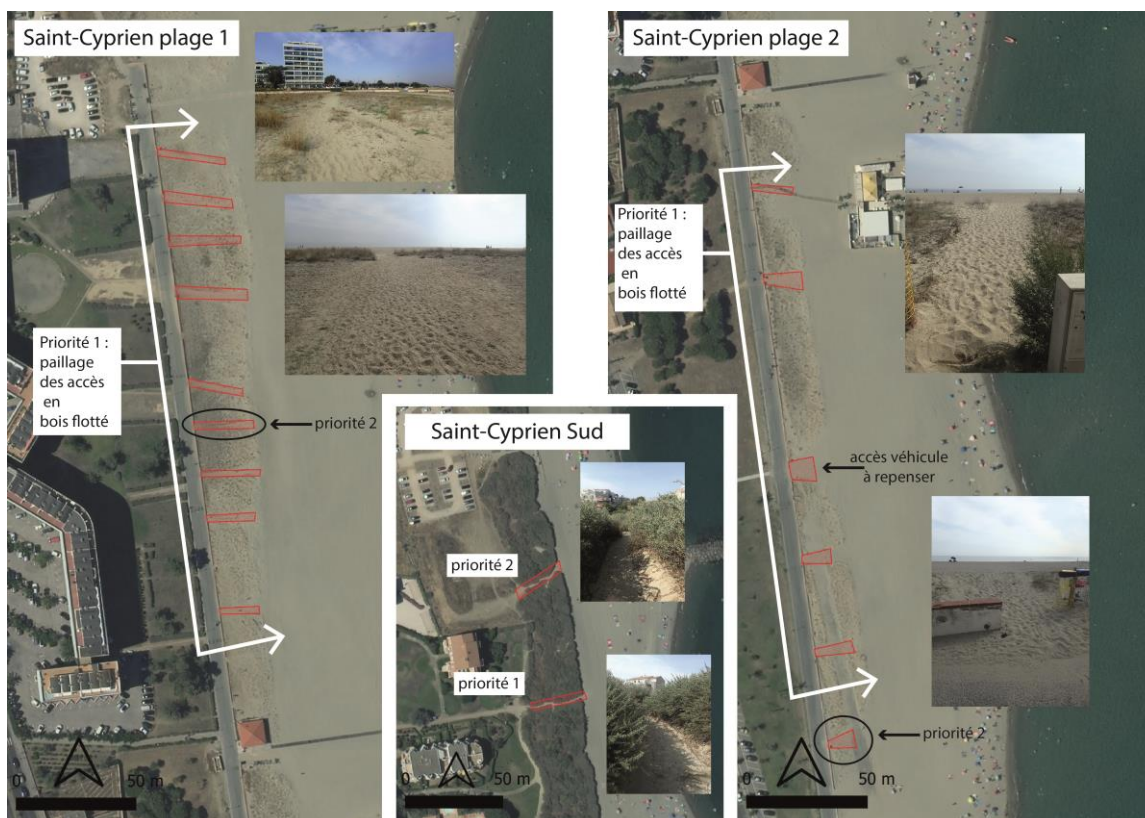 Saint-Cyprien plage 1
Priorité 1 :
paillage
des accès
en
bois flotté
priorité 2
0
50 m
Saint-Cyprien Sud
priorité 2
priorité 1
0
50 m
Saint-Cyprien plage 2
Priorité 1 :
paillage
des accès
en
bois flotté
accès véhicule
à repenser
priorité 2
0
50 m